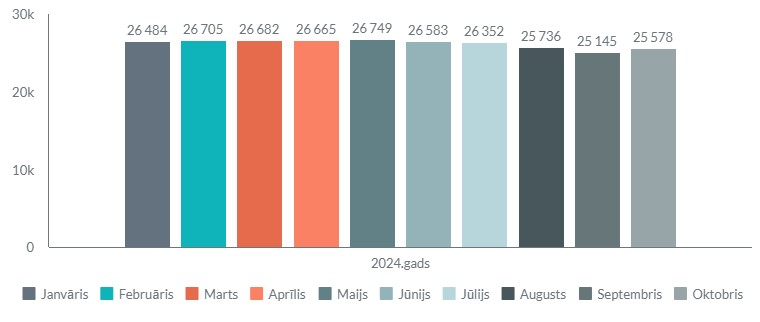 30k
26 484
26 705
26 682
26 665
26 749
26 583
26 352
25 736
25 145
25 578
20k
10k
0
2024.gads
Janvāris Februāris Marts Aprīlis Maijs Jūnijs Jūlijs Augusts Septembris Oktobris